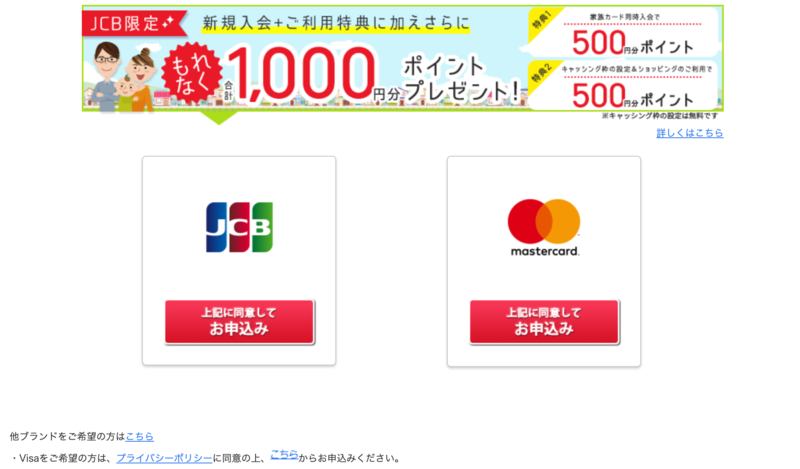 JCB限定
新規入会+ご利用特典に加えさらに
もれなく
合計
1,000円分
ポイントプレゼント!
特典1
家族カード同時入会で
500円分ポイント
特典2
キャッシング枠の設定&ショッピングのご利用で
500円分ポイント
※キャッシング枠の設定は無料です
詳しくはこちら
JCB
mastercard.
上記に同意して
お申込み
上記に同意して
お申込み
他ブランドをご希望の方はこちら
・Visaをご希望の方は、プライバシーポリシーに同意の上、こちらからお申込みください。